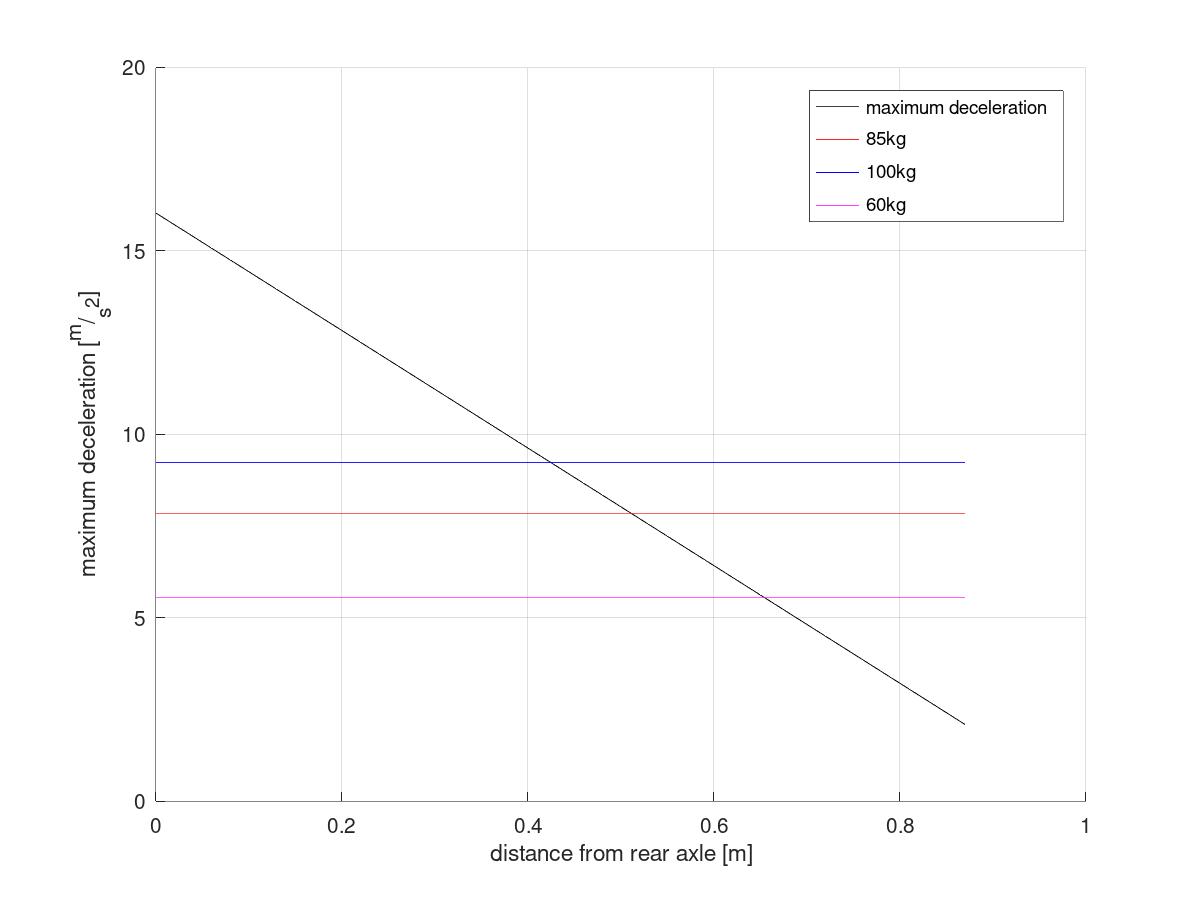 20
15
10
5
0
0
0.2
0.4
0.6
0.8
1
distance from rear axle [m]
maximum deceleration [m/s2]
maximum deceleration
85kg
100kg
60kg